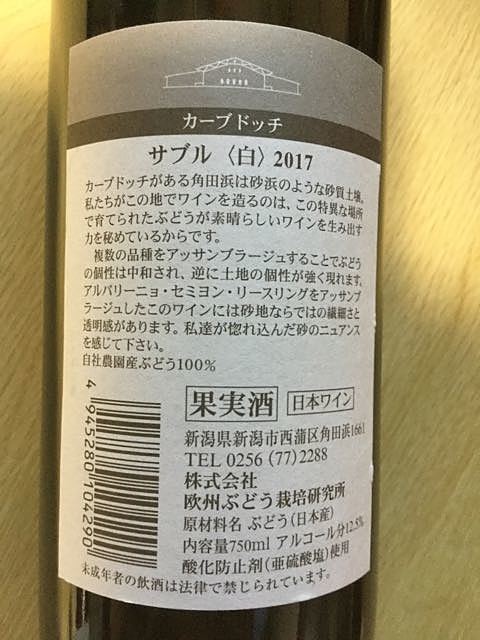 カーブドッチ
サブル〈白〉2017
カーブドッチがある角田浜は砂浜のような砂質土壌。
私たちがこの地でワインを造るのは、この特異な場所
で育てられたぶどうが素晴らしいワインを生み出す
力を秘めているからです。
複数の品種をアッサンブラージュすることでぶどう
の個性は中和され、逆に土地の個性が強く現れます。
アルバリーニョ・セミヨン・リースリングをアッサンブ
ラージュしたこのワインには砂地ならではの繊細さと
透明感があります。私達が惚れ込んだ砂のニュアンス
を感じて下さい。
自社農園産ぶどう100%
果実酒 日本ワイン
新潟県新潟市西蒲区角田浜1661
TEL 0256 (77) 2288
株式会社
欧州ぶどう栽培研究所
原材料名 ぶどう(日本産)
内容量750ml アルコール分12.5%
酸化防止剤(亜硫酸塩)使用
4 945280 104290
未成年者の飲酒は法律で禁じられています。